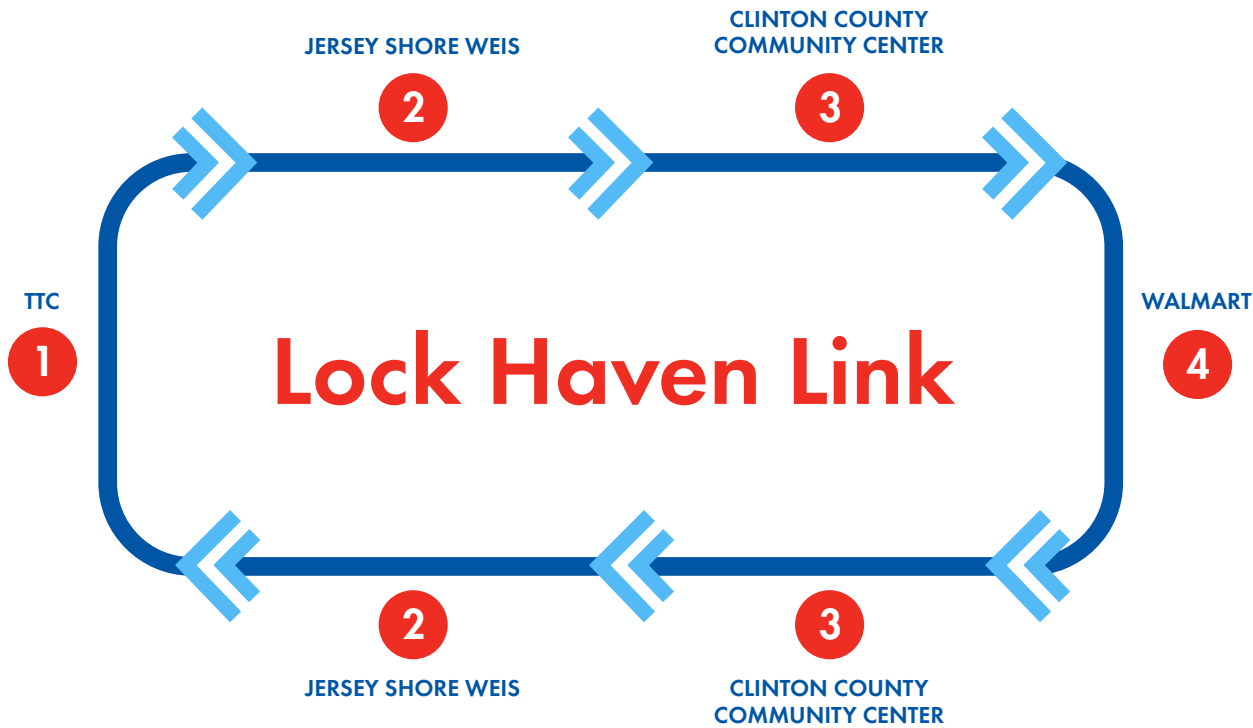 JERSEY SHORE WEIS
2
CLINTON COUNTY
COMMUNITY CENTER
3
TTC
1
Lock Haven Link
WALMART
4
2
JERSEY SHORE WEIS
3
CLINTON COUNTY
COMMUNITY CENTER